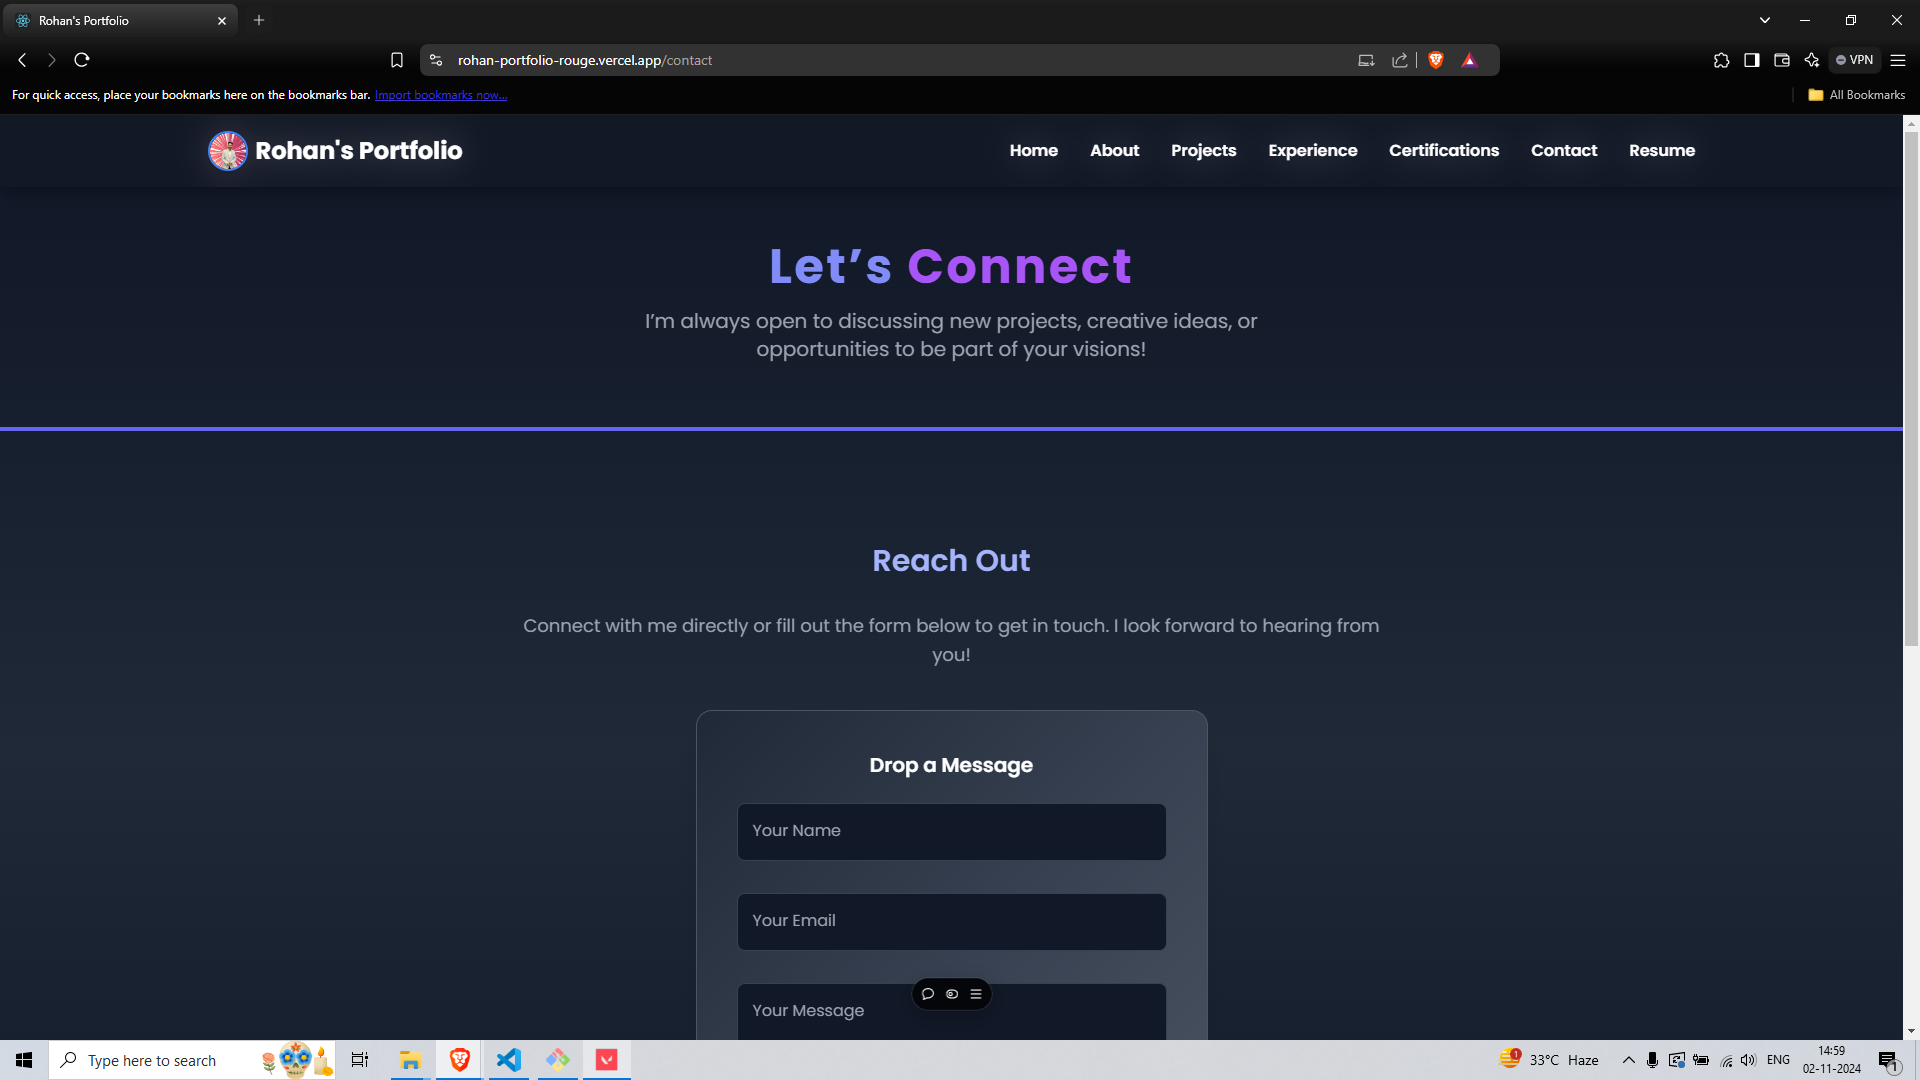 Rohan's Portfolio
rohan-portfolio-rouge.vercel.app/contact
VPN
For quick access, place your bookmarks here on the bookmarks bar. Import bookmarks now...
All Bookmarks
Rohan's Portfolio
Home
About
Projects
Experience
Certifications
Contact
Resume
Let’s Connect
I’m always open to discussing new projects, creative ideas, or
opportunities to be part of your visions!
Reach Out
Connect with me directly or fill out the form below to get in touch. I look forward to hearing from
you!
Drop a Message
Your Name
Your Email
Your Message
Type here to search
1
33°C Haze
ENG
14:59
02-11-2024
1